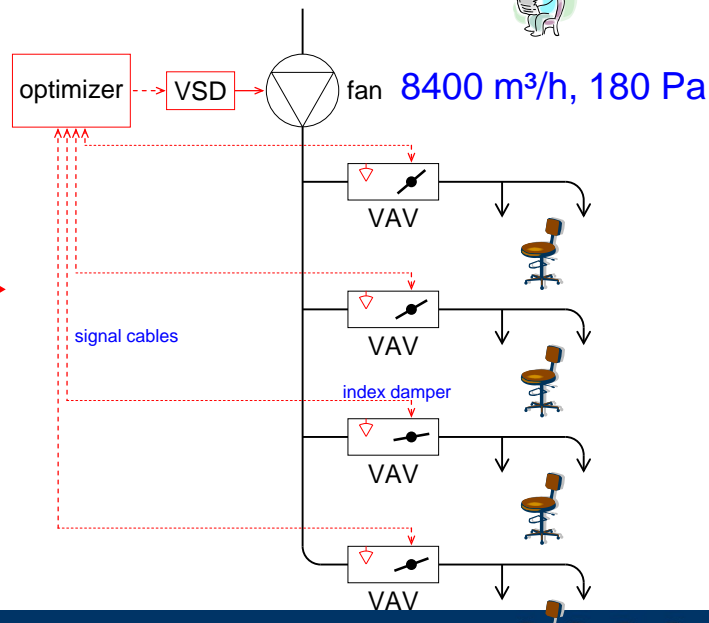 optimizer
VSD
fan
8400 m³/h, 180 Pa
VAV
VAV
signal cables
index damper
VAV
VAV